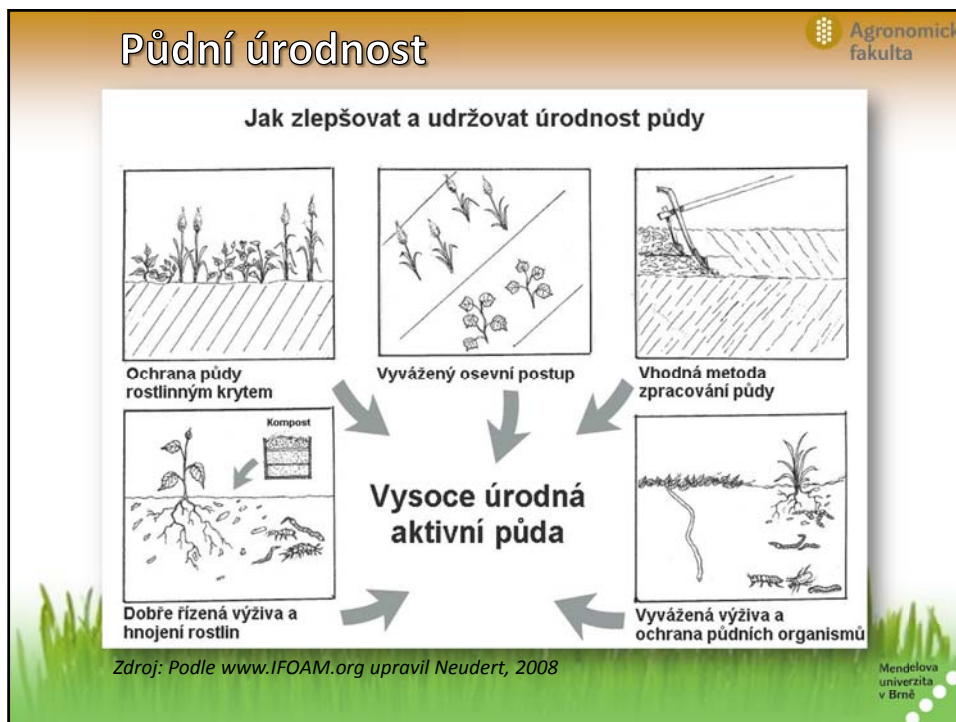 Půdní úrodnost
Agronomick
fakulta
Jak zlepšovat a udržovat úrodnost půdy
Ochrana půdy
rostlinným krytem
Vyvážený osevní postup
Vhodná metoda
zpracování půdy
Kompost
Vysoce úrodná
aktivní půda
Dobře řízená výživa a
hnojení rostlin
Vyvážená výživa a
ochrana půdních organismů
Zdroj: Podle www.IFOAM.org upravil Neudert, 2008
Mendelova
univerzita
v Brně